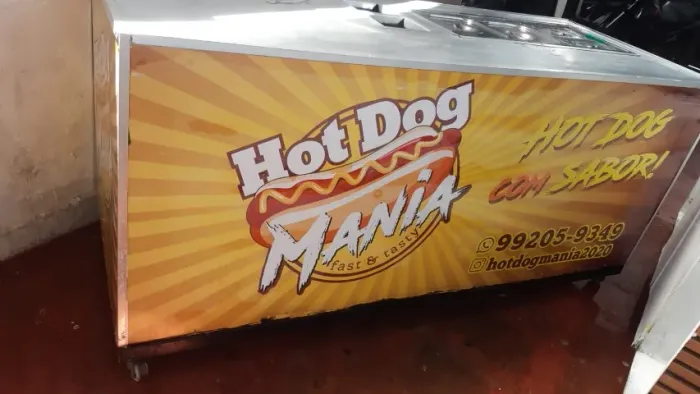 Hot Dog
MANIA
fast & tasty
HOT DOG
COM SABOR!
99205-9349
hotdogmania2020